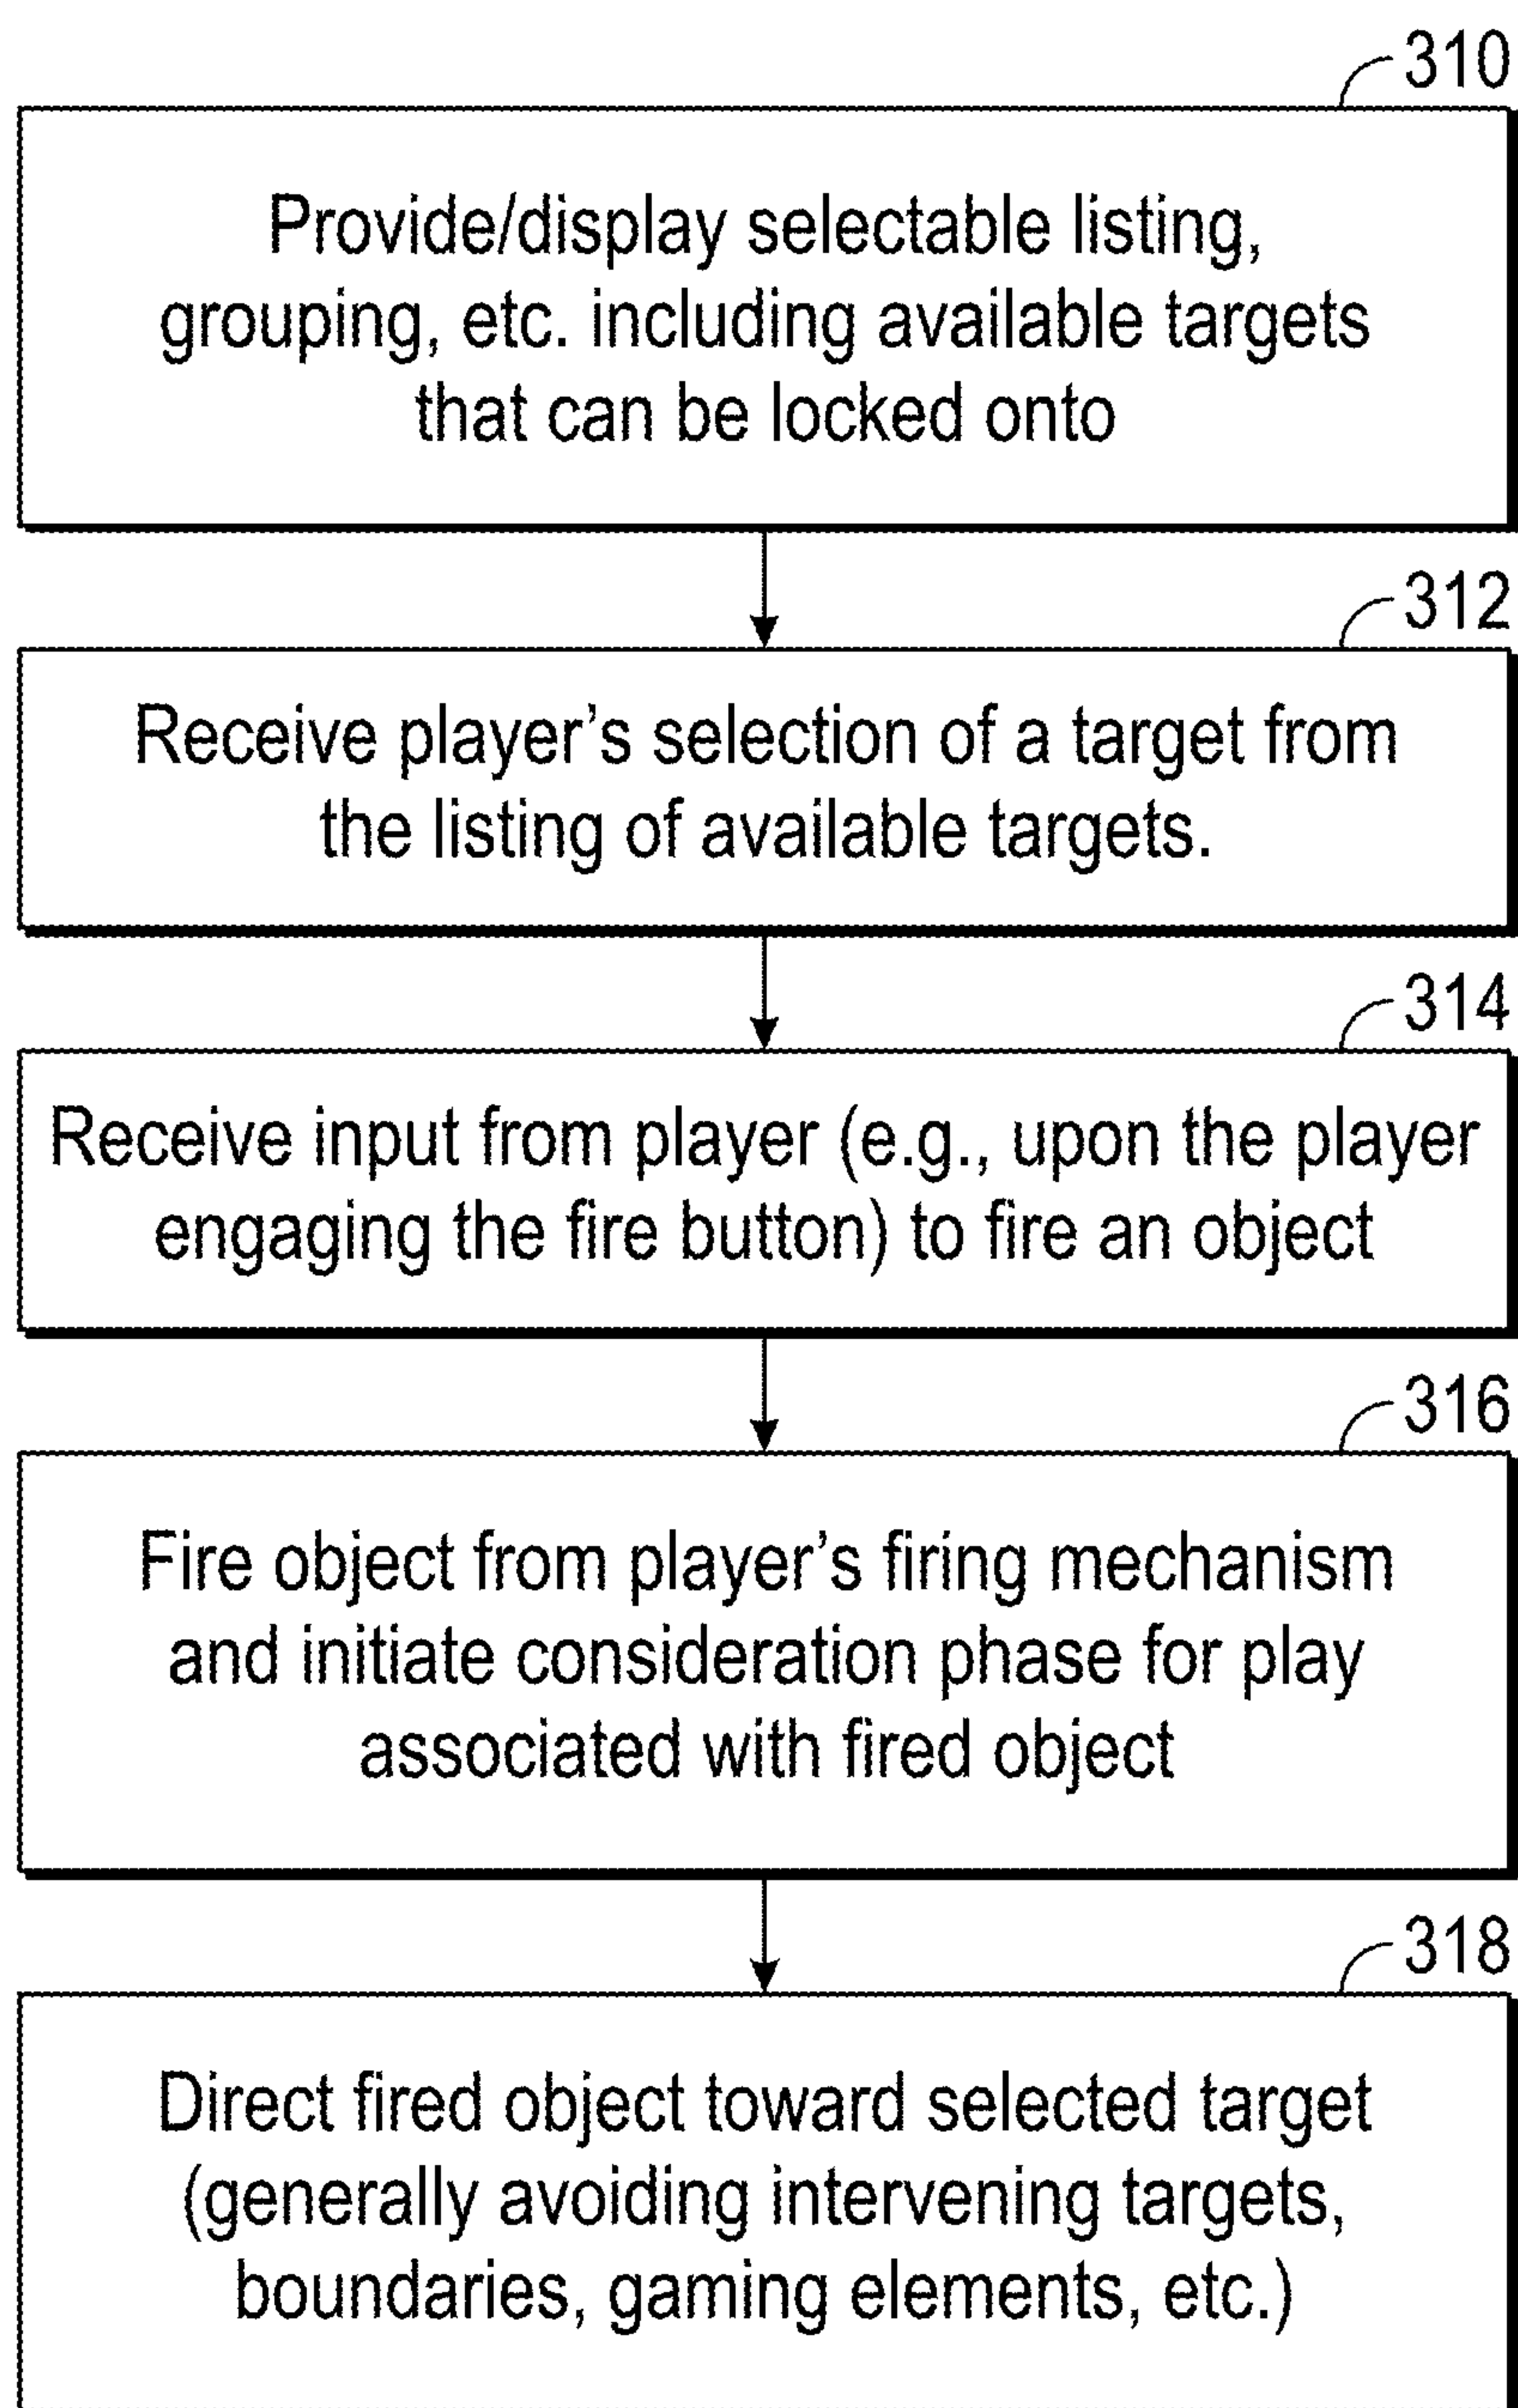 310
Provide/display selectable listing,
grouping, etc. including available targets
that can be locked onto
312
Receive player’s selection of a target from
the listing of available targets.
314
Receive input from player (e.g., upon the player
engaging the fire button) to fire an object
316
Fire object from player’s firing mechanism
and initiate consideration phase for play
associated with fired object
318
Direct fired object toward selected target
(generally avoiding intervening targets,
boundaries, gaming elements, etc.)